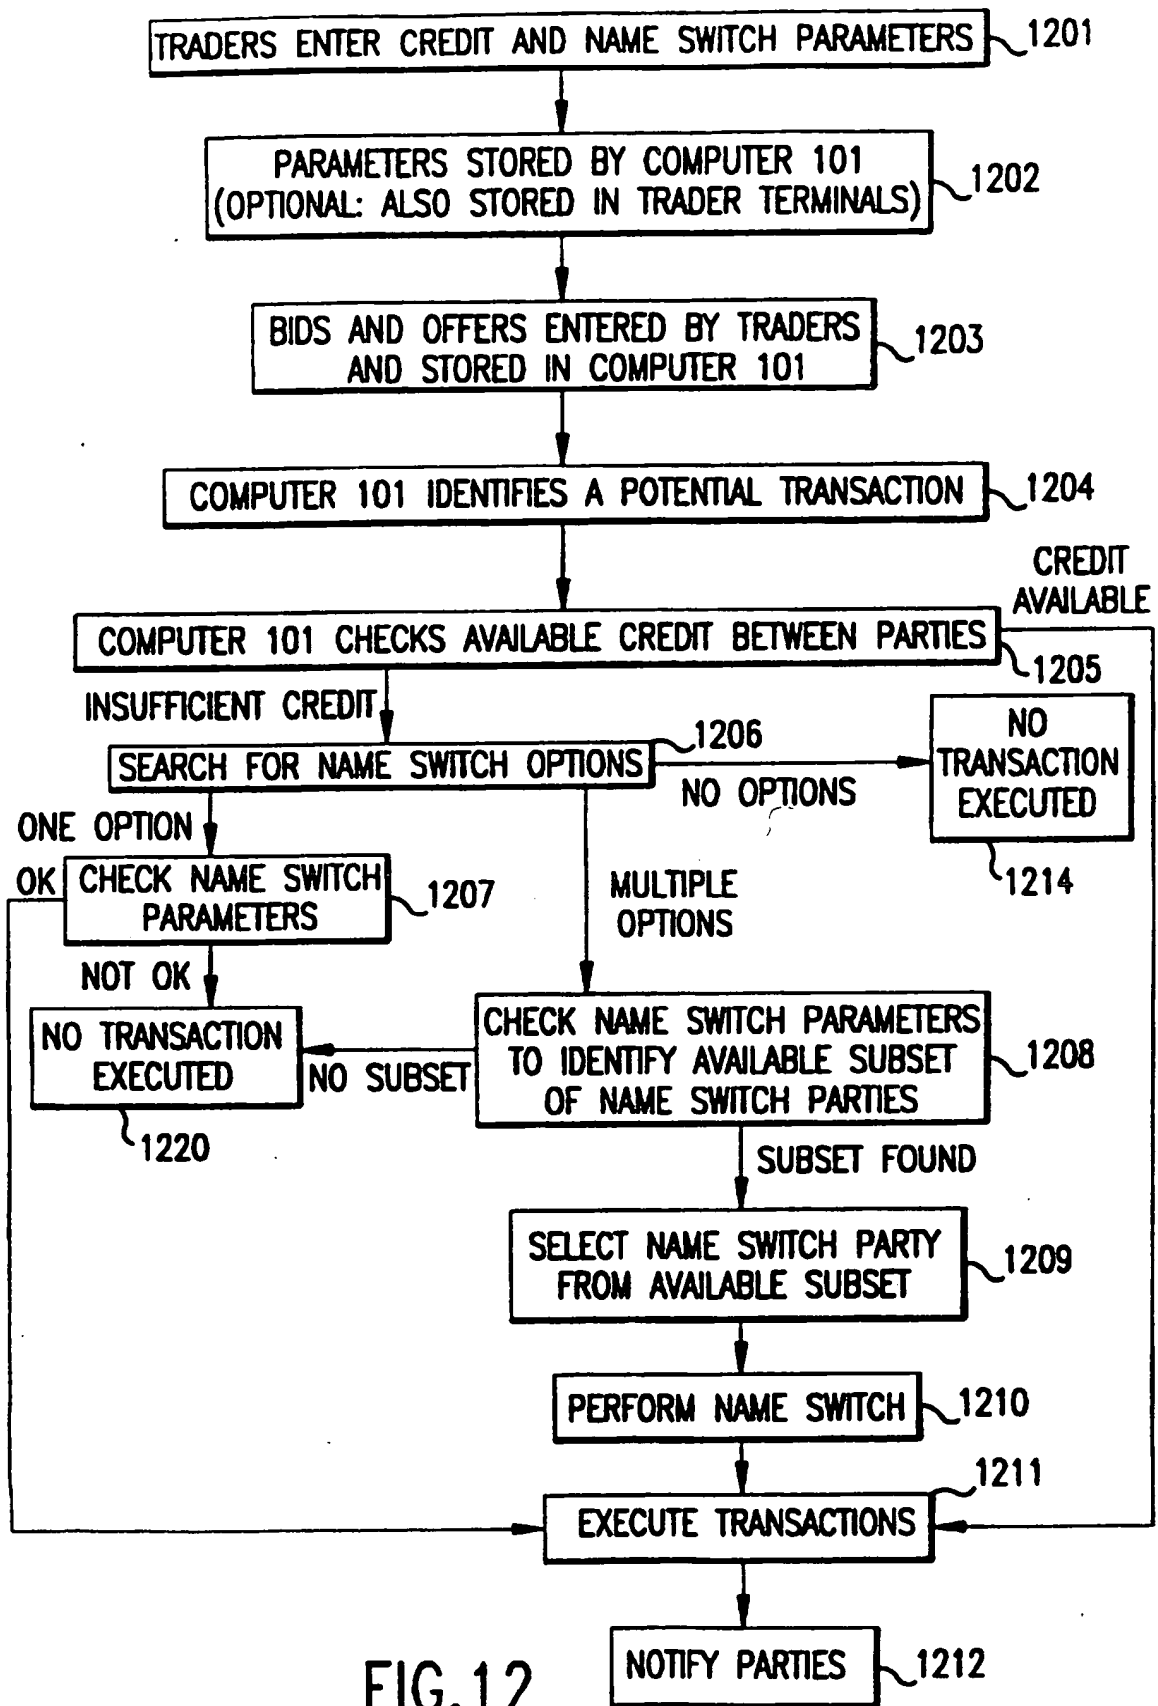 TRADERS ENTER CREDIT AND NAME SWITCH PARAMETERS
1201
PARAMETERS STORED BY COMPUTER 101
(OPTIONAL: ALSO STORED IN TRADER TERMINALS)
1202
BIDS AND OFFERS ENTERED BY TRADERS
AND STORED IN COMPUTER 101
1203
COMPUTER 101 IDENTIFIES A POTENTIAL TRANSACTION
1204
CREDIT
AVAILABLE
COMPUTER 101 CHECKS AVAILABLE CREDIT BETWEEN PARTIES
1205
INSUFFICIENT CREDIT
SEARCH FOR NAME SWITCH OPTIONS
1206
NO OPTIONS
NO
TRANSACTION
EXECUTED
1214
ONE OPTION
OK
CHECK NAME SWITCH
PARAMETERS
1207
MULTIPLE
OPTIONS
NOT OK
NO TRANSACTION
EXECUTED
1220
NO SUBSET
CHECK NAME SWITCH PARAMETERS
TO IDENTIFY AVAILABLE SUBSET
OF NAME SWITCH PARTIES
1208
SUBSET FOUND
SELECT NAME SWITCH PARTY
FROM AVAILABLE SUBSET
1209
PERFORM NAME SWITCH
1210
EXECUTE TRANSACTIONS
1211
NOTIFY PARTIES
1212
FIG.12